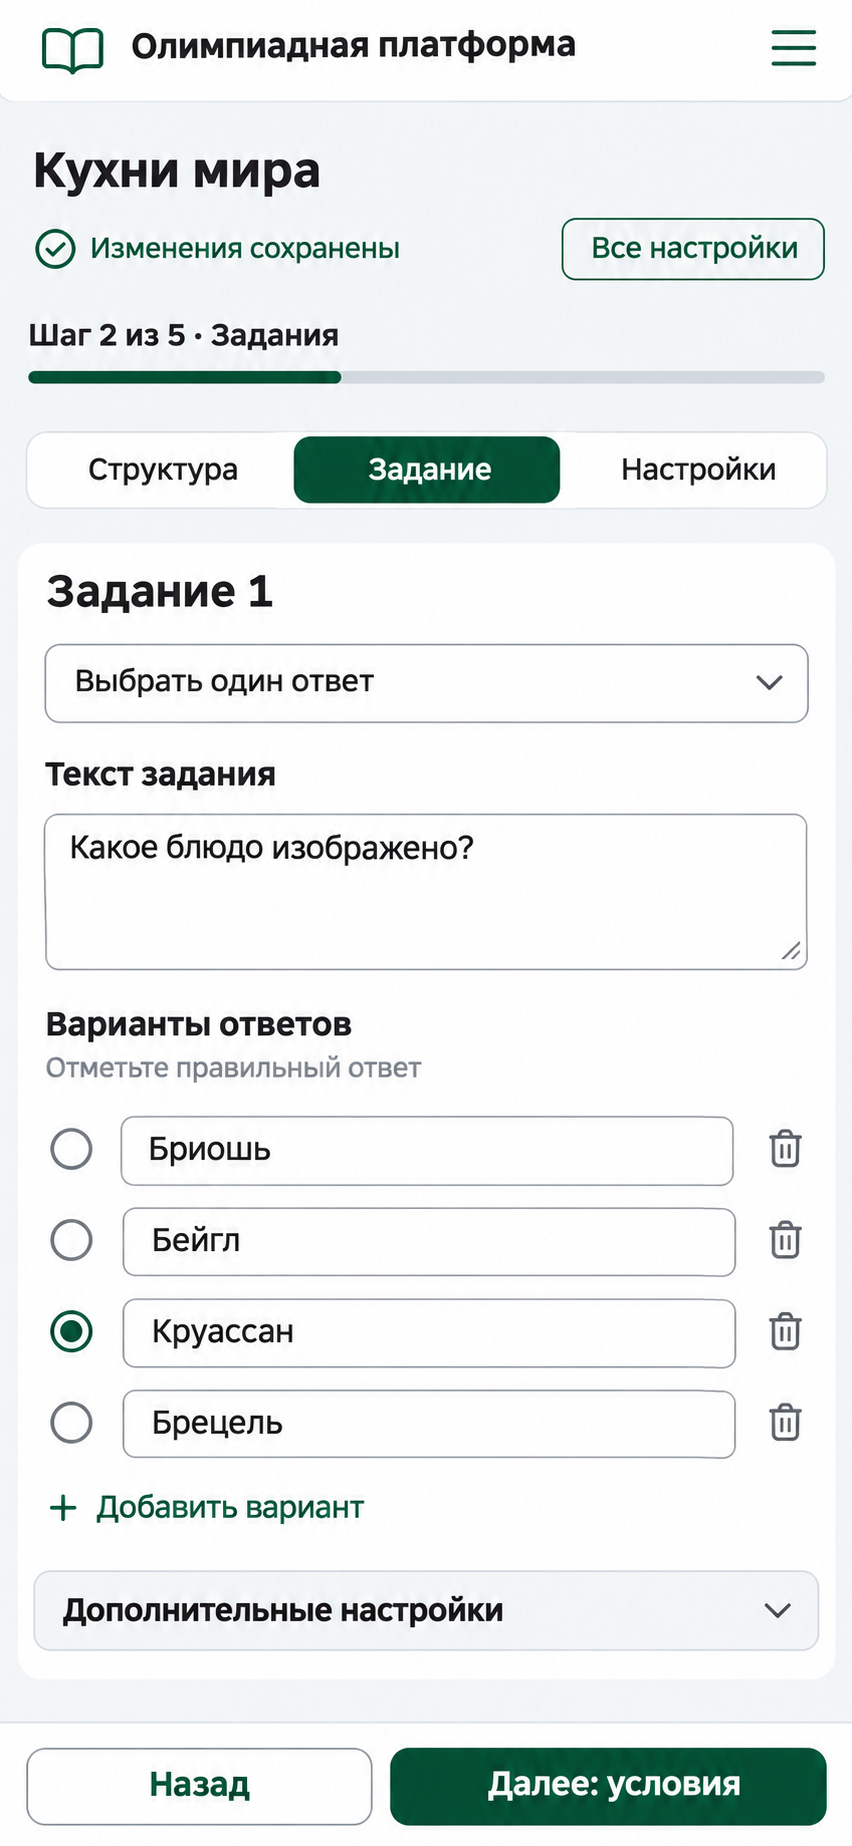 Олимпиадная платформа
Кухни мира
Изменения сохранены
Все настройки
Шаг 2 из 5 · Задания
Структура
Задание
Настройки
Задание 1
Выбрать один ответ
Текст задания
Какое блюдо изображено?
Варианты ответов
Отметьте правильный ответ
Бриошь
Бейгл
Круассан
Брецель
+ Добавить вариант
Дополнительные настройки
Назад
Далее: условия